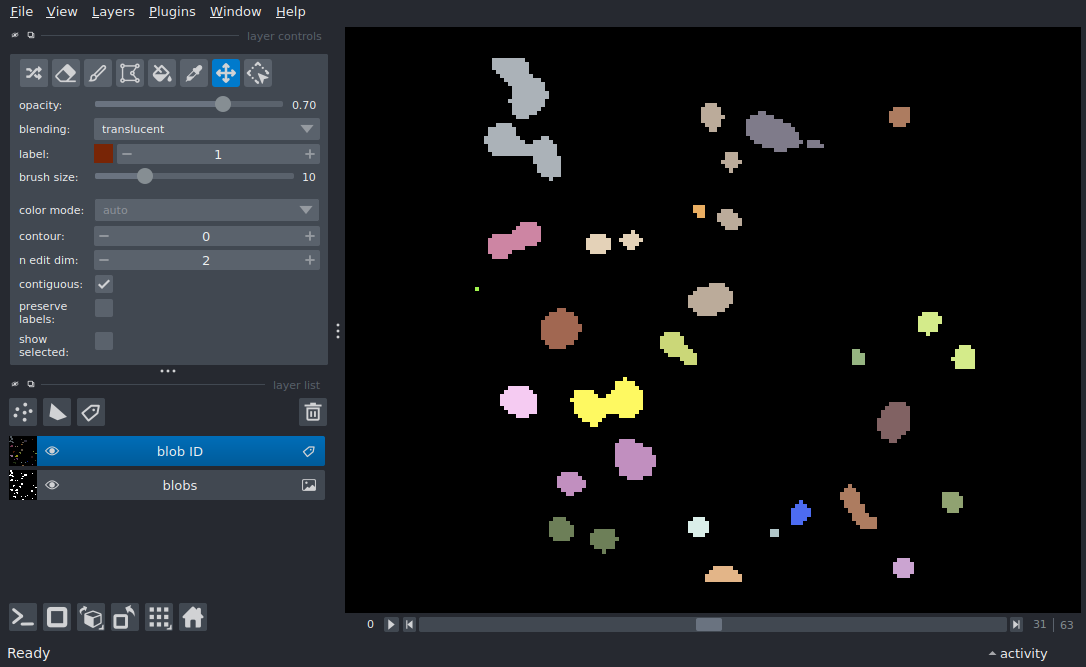 File View Layers Plugins Window Help
layer controls
opacity: 0.70
blending: translucent
label: 1
brush size: 10
color mode: auto
contour: 0
n edit dim: 2
contiguous:
preserve
labels:
show
selected:
layer list
blob ID
blobs
0 31 63
Ready activity